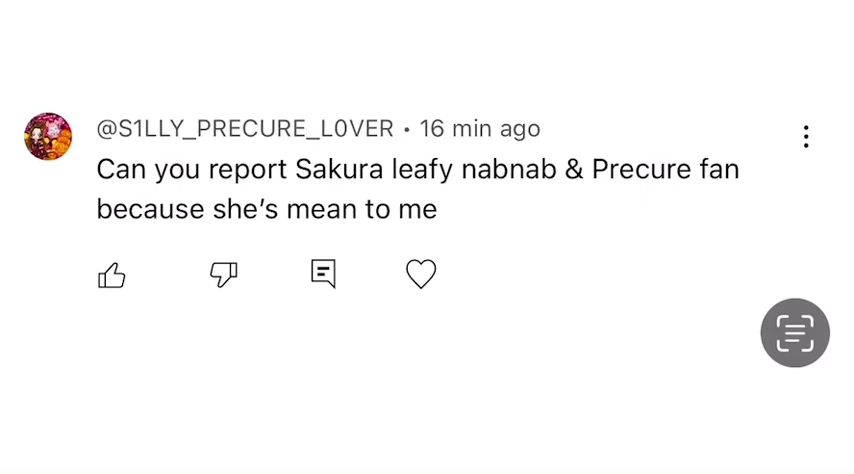 @S1LLY_PRECURE_L0VER • 16 min ago
Can you report Sakura leafy nabnab & Precure fan
because she’s mean to me